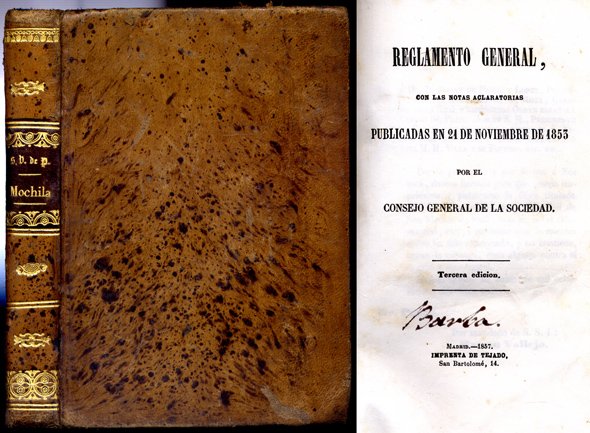 S. V. de P.
Mochila
REGLAMENTO GENERAL,
CON LAS NOTAS ACLARATORIAS
PUBLICADAS EN 21 DE NOVIEMBRE DE 1853
POR EL
CONSEJO GENERAL DE LA SOCIEDAD.
Tercera edicion.
Barba.
MADRID.—1857.
IMPRENTA DE TEJADO,
San Bartolomé, 14.